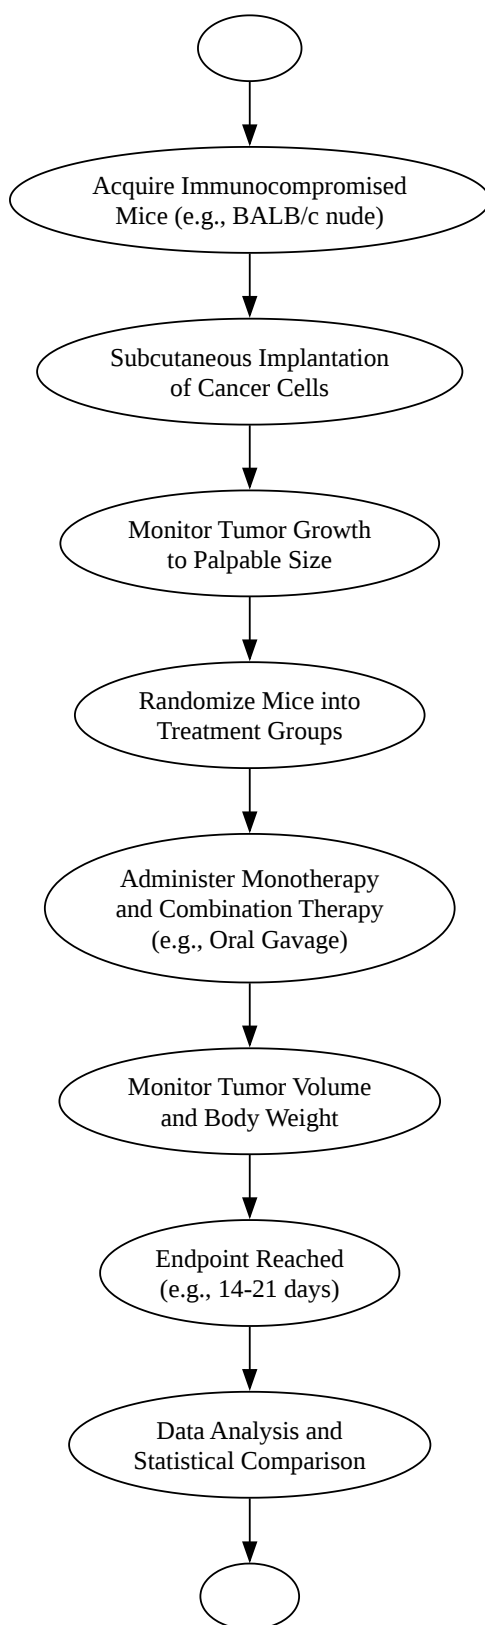 Acquire Immunocompromised
Mice (e.g., BALB/c nude)
Subcutaneous Implantation
of Cancer Cells
Monitor Tumor Growth
to Palpable Size
Randomize Mice into
Treatment Groups
Administer Monotherapy
and Combination Therapy
(e.g., Oral Gavage)
Monitor Tumor Volume
and Body Weight
Endpoint Reached
(e.g., 14-21 days)
Data Analysis and
Statistical Comparison